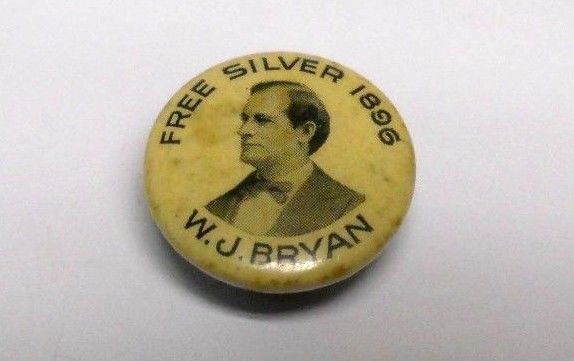 FREE SILVER 1896
W.J. BRYAN